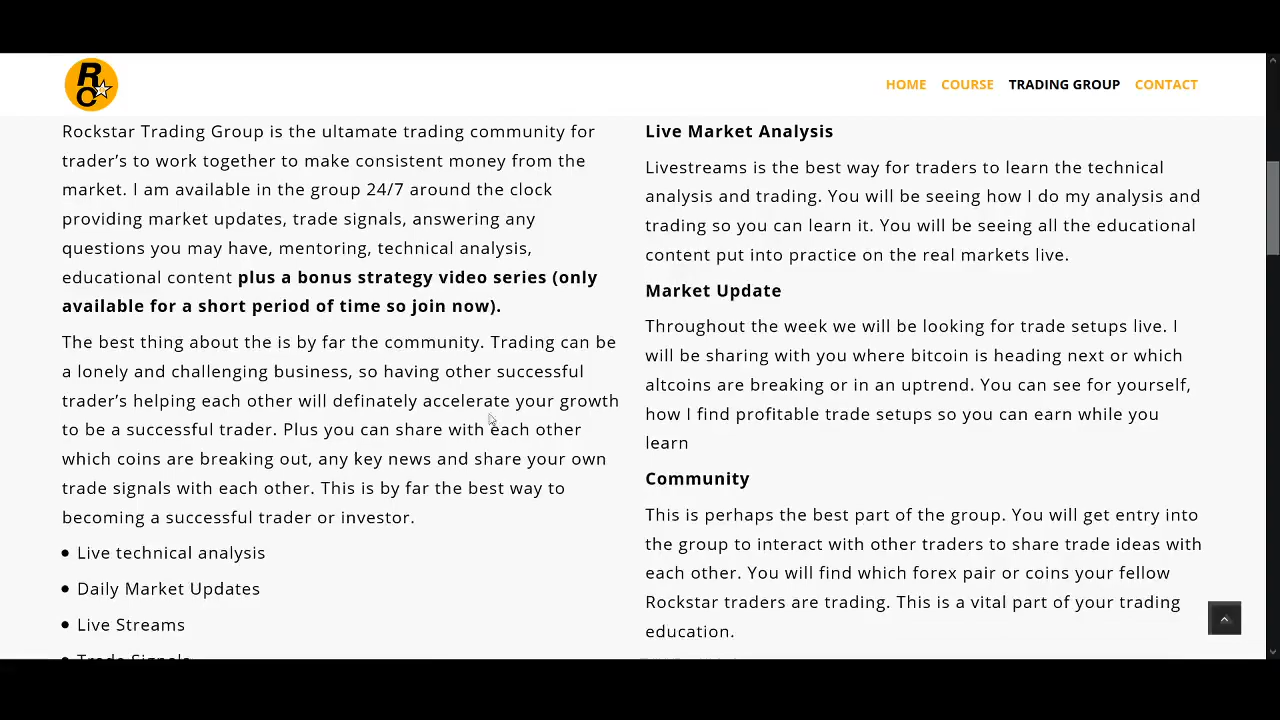 RC
HOME COURSE TRADING GROUP CONTACT
Rockstar Trading Group is the ultamate trading community for
trader's to work together to make consistent money from the
market. I am available in the group 24/7 around the clock
providing market updates, trade signals, answering any
questions you may have, mentoring, technical analysis,
educational content plus a bonus strategy video series (only
available for a short period of time so join now).
The best thing about the is by far the community. Trading can be
a lonely and challenging business, so having other successful
trader's helping each other will definately accelerate your growth
to be a successful trader. Plus you can share with each other
which coins are breaking out, any key news and share your own
trade signals with each other. This is by far the best way to
becoming a successful trader or investor.
• Live technical analysis
• Daily Market Updates
• Live Streams
• Trade Signals
Live Market Analysis
Livestreams is the best way for traders to learn the technical
analysis and trading. You will be seeing how I do my analysis and
trading so you can learn it. You will be seeing all the educational
content put into practice on the real markets live.
Market Update
Throughout the week we will be looking for trade setups live. I
will be sharing with you where bitcoin is heading next or which
altcoins are breaking or in an uptrend. You can see for yourself,
how I find profitable trade setups so you can earn while you
learn
Community
This is perhaps the best part of the group. You will get entry into
the group to interact with other traders to share trade ideas with
each other. You will find which forex pair or coins your fellow
Rockstar traders are trading. This is a vital part of your trading
education.